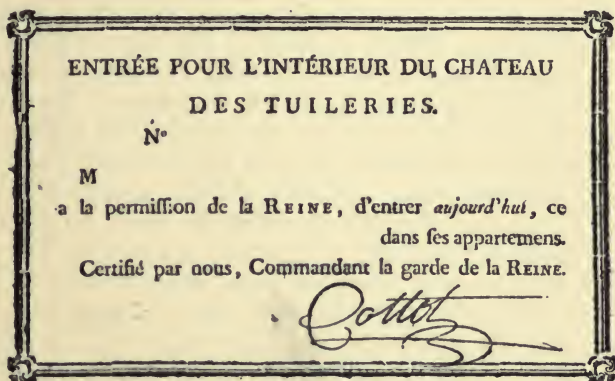 ENTRÉE POUR L'INTÉRIEUR DU CHATEAU
DES TUILERIES.
N°
M
a la permiſſion de la REINE, d'entrer aujourd'hui, ce
dans ſes appartemens.
Certifié par nous, Commandant la garde de la REINE.
Gottot